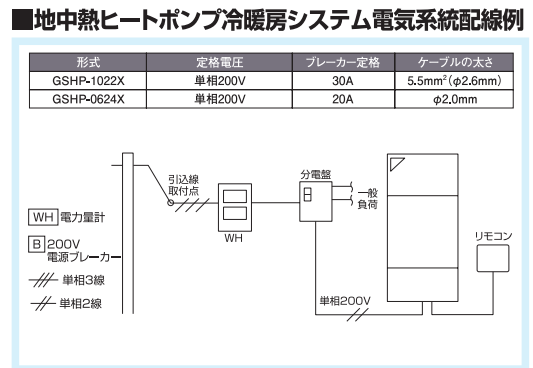 ■地中熱ヒートポンプ冷暖房システム電気系統配線例
形式 定格電圧 ブレーカー定格 ケーブルの太さ
GSHP-1022X 単相200V 30A 5.5mm²(φ2.6mm)
GSHP-0624X 単相200V 20A φ2.0mm
引込線
取付点
分電盤
一般
負荷
WH 電力量計
WH
B 200V
電源ブレーカー
リモコン
単相3線
単相2線
単相200V